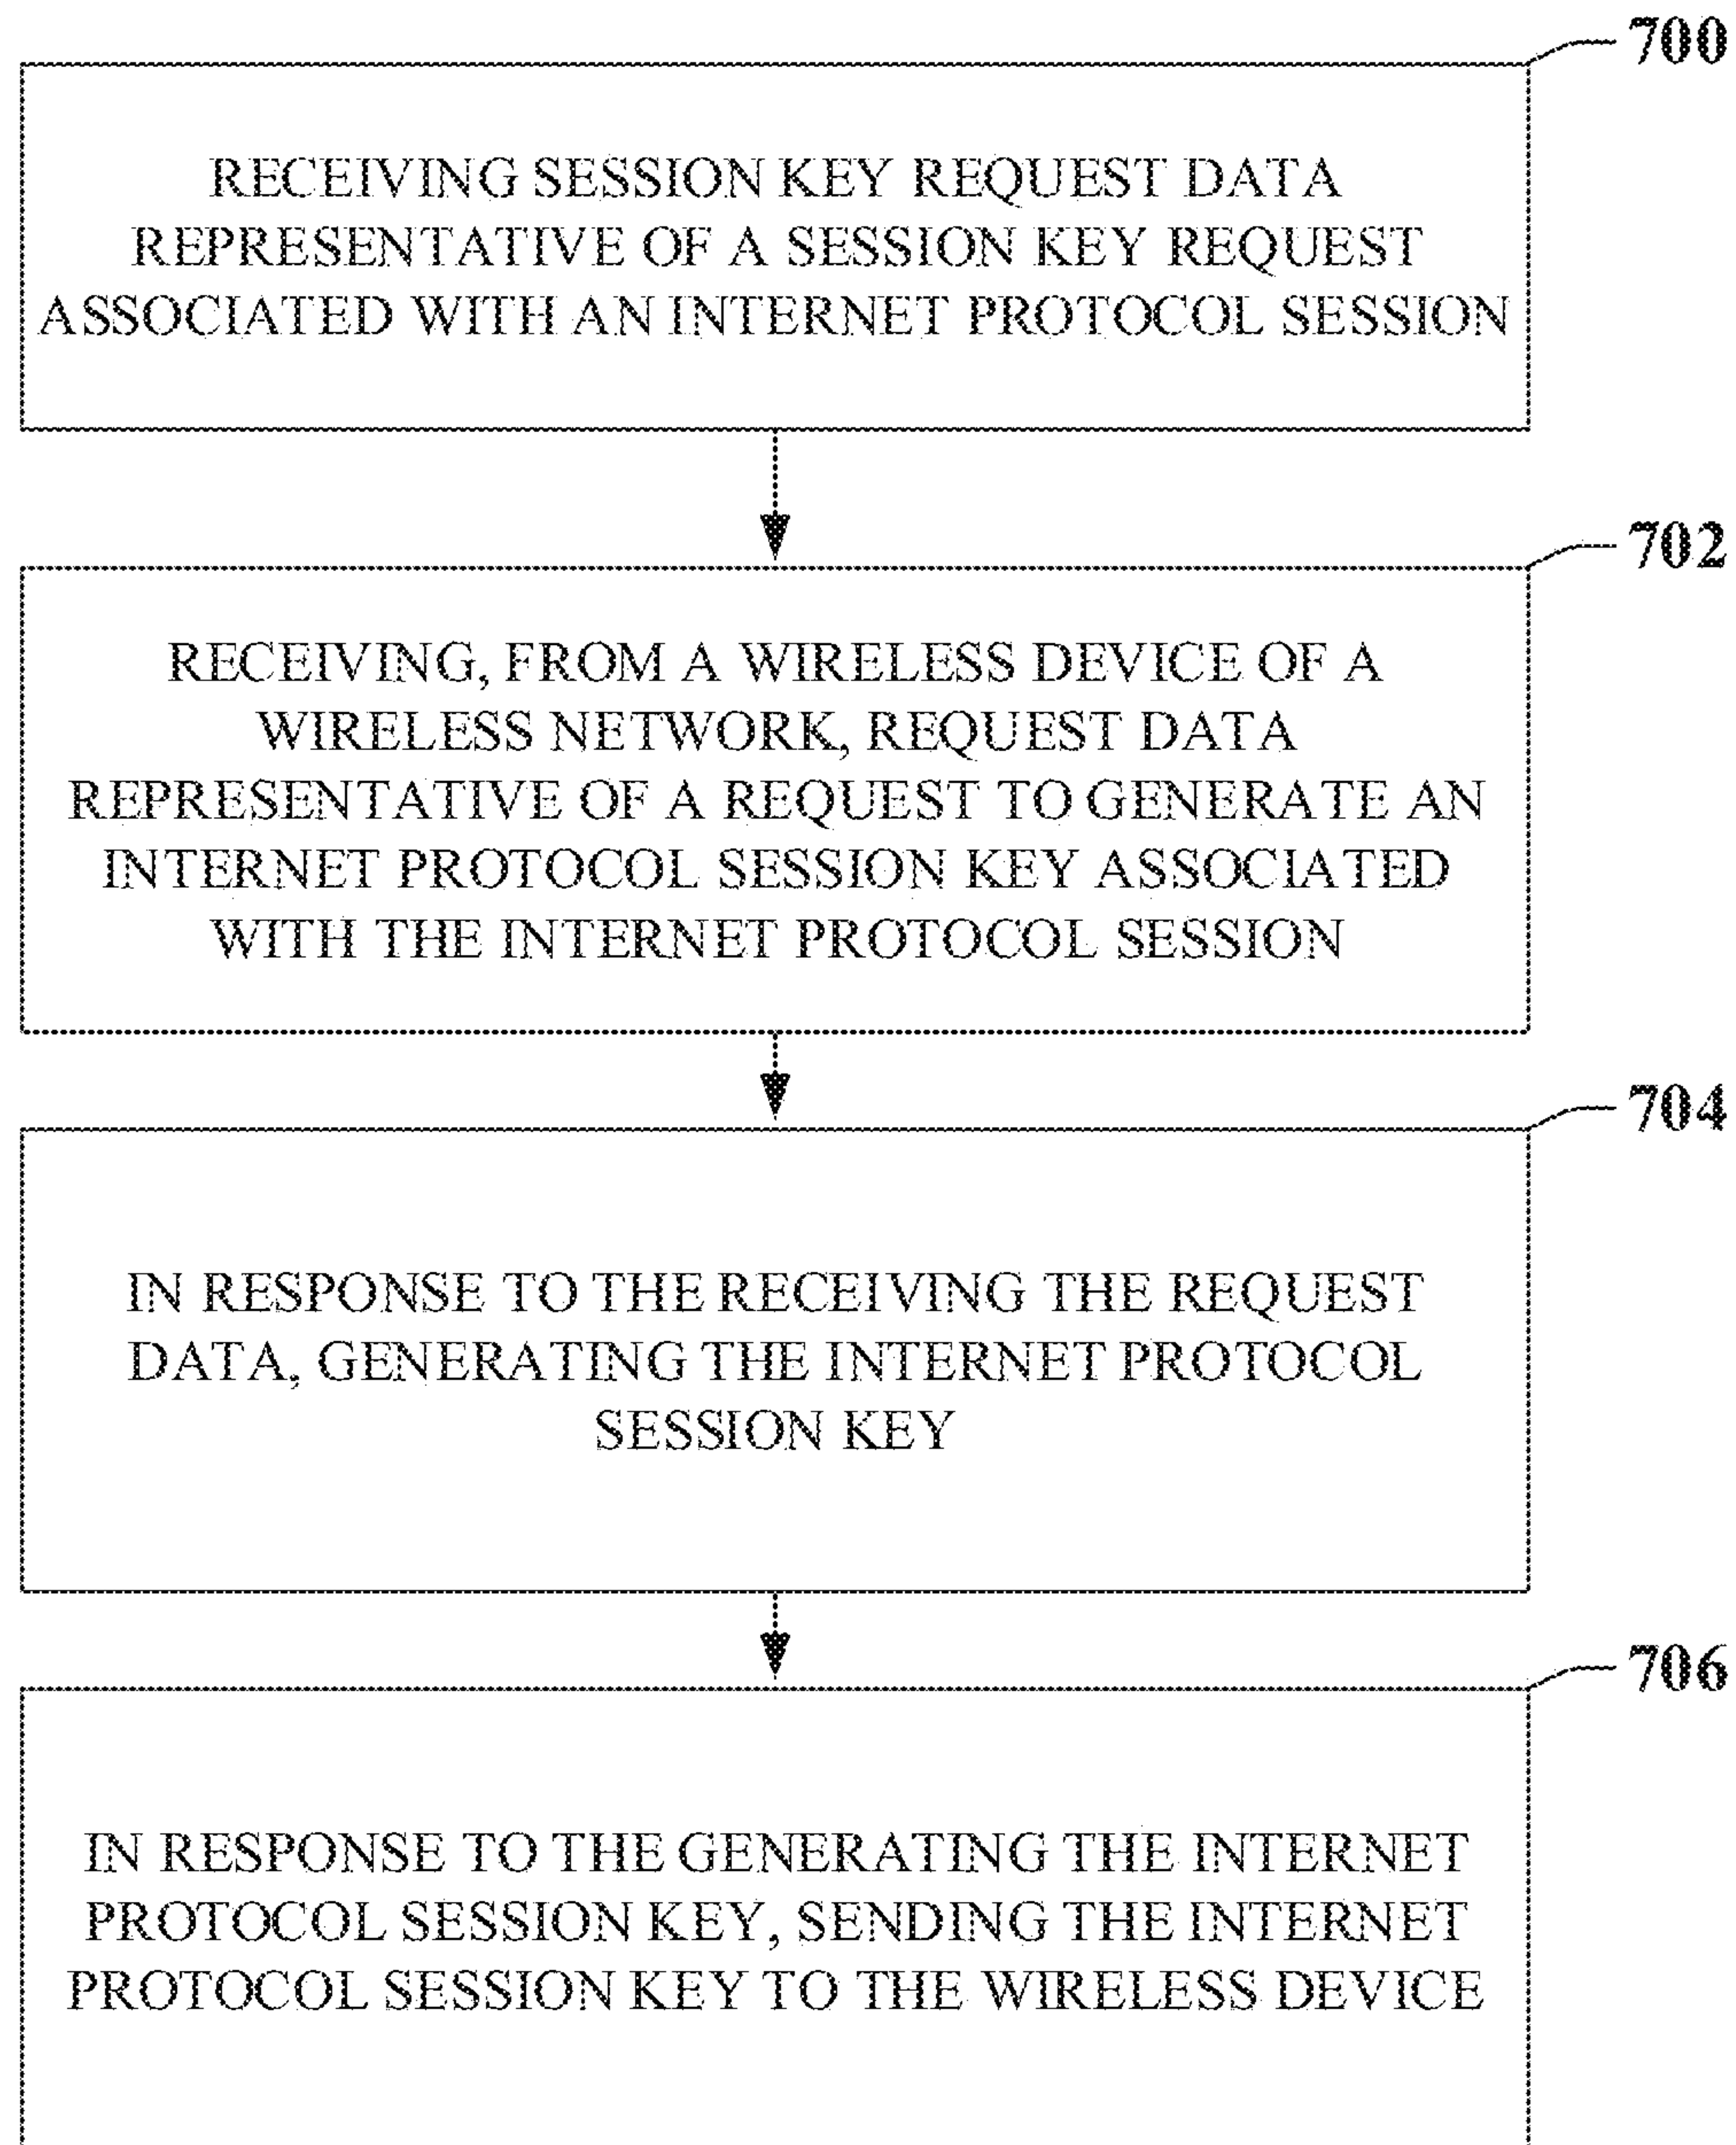 700
RECEIVING SESSION KEY REQUEST DATA
REPRESENTATIVE OF A SESSION KEY REQUEST
ASSOCIATED WITH AN INTERNET PROTOCOL SESSION
702
RECEIVING, FROM A WIRELESS DEVICE OF A
WIRELESS NETWORK, REQUEST DATA
REPRESENTATIVE OF A REQUEST TO GENERATE AN
INTERNET PROTOCOL SESSION KEY ASSOCIATED
WITH THE INTERNET PROTOCOL SESSION
704
IN RESPONSE TO THE RECEIVING THE REQUEST
DATA, GENERATING THE INTERNET PROTOCOL
SESSION KEY
706
IN RESPONSE TO THE GENERATING THE INTERNET
PROTOCOL SESSION KEY, SENDING THE INTERNET
PROTOCOL SESSION KEY TO THE WIRELESS DEVICE